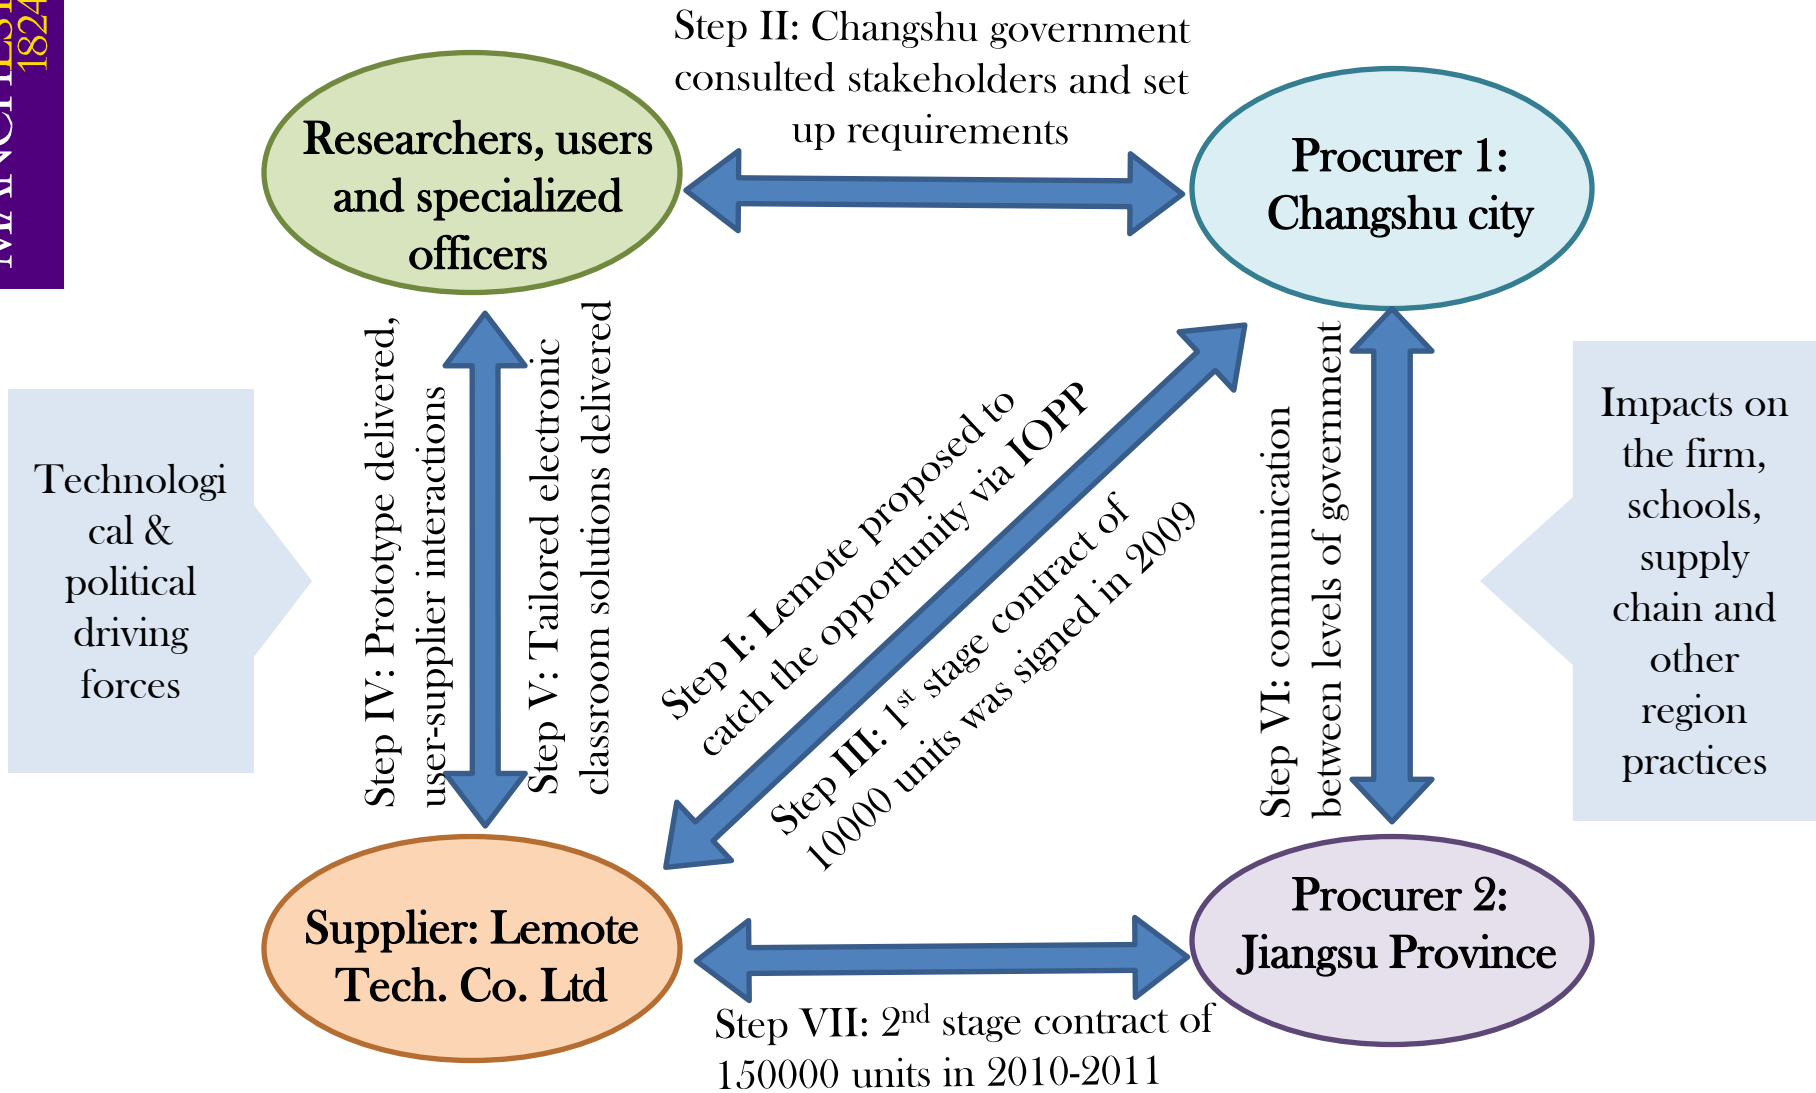 1824
Step II: Changshu government
consulted stakeholders and set
up requirements
Researchers, users
and specialized
officers
Procurer 1:
Changshu city
Technologi
cal &
political
driving
forces
Step IV: Prototype delivered,
user-supplier interactions
Step V: Tailored electronic
classroom solutions delivered
Step I: Lemote proposed to
catch the opportunity via IOPP
Step III: 1st stage contract of
10000 units was signed in 2009
Step VI: communication
between levels of government
Impacts on
the firm,
schools,
supply
chain and
other
region
practices
Supplier: Lemote
Tech. Co. Ltd
Procurer 2:
Jiangsu Province
Step VII: 2nd stage contract of
150000 units in 2010-2011